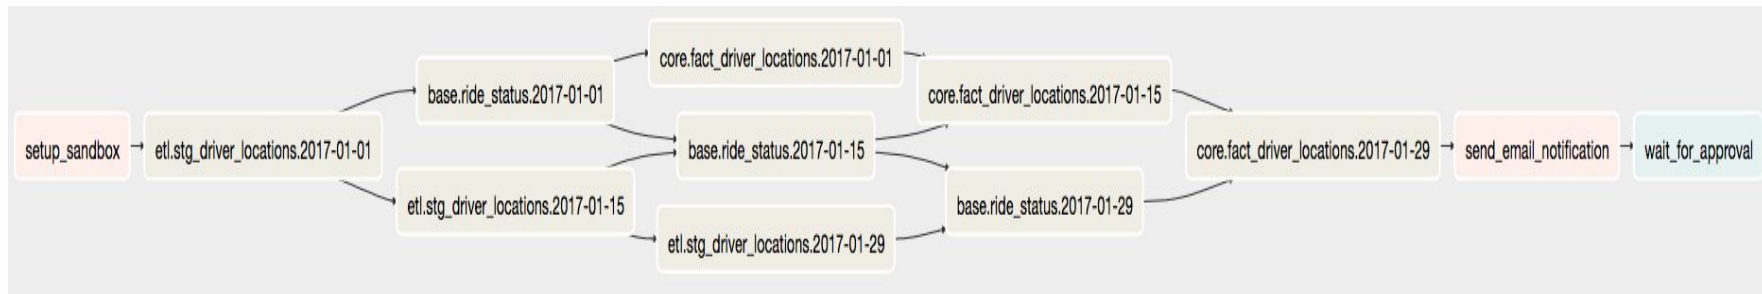 setup_sandbox
etl.stg_driver_locations.2017-01-01
base.ride_status.2017-01-01
etl.stg_driver_locations.2017-01-15
core.fact_driver_locations.2017-01-01
base.ride_status.2017-01-15
etl.stg_driver_locations.2017-01-29
core.fact_driver_locations.2017-01-15
base.ride_status.2017-01-29
core.fact_driver_locations.2017-01-29
send_email_notification
wait_for_approval